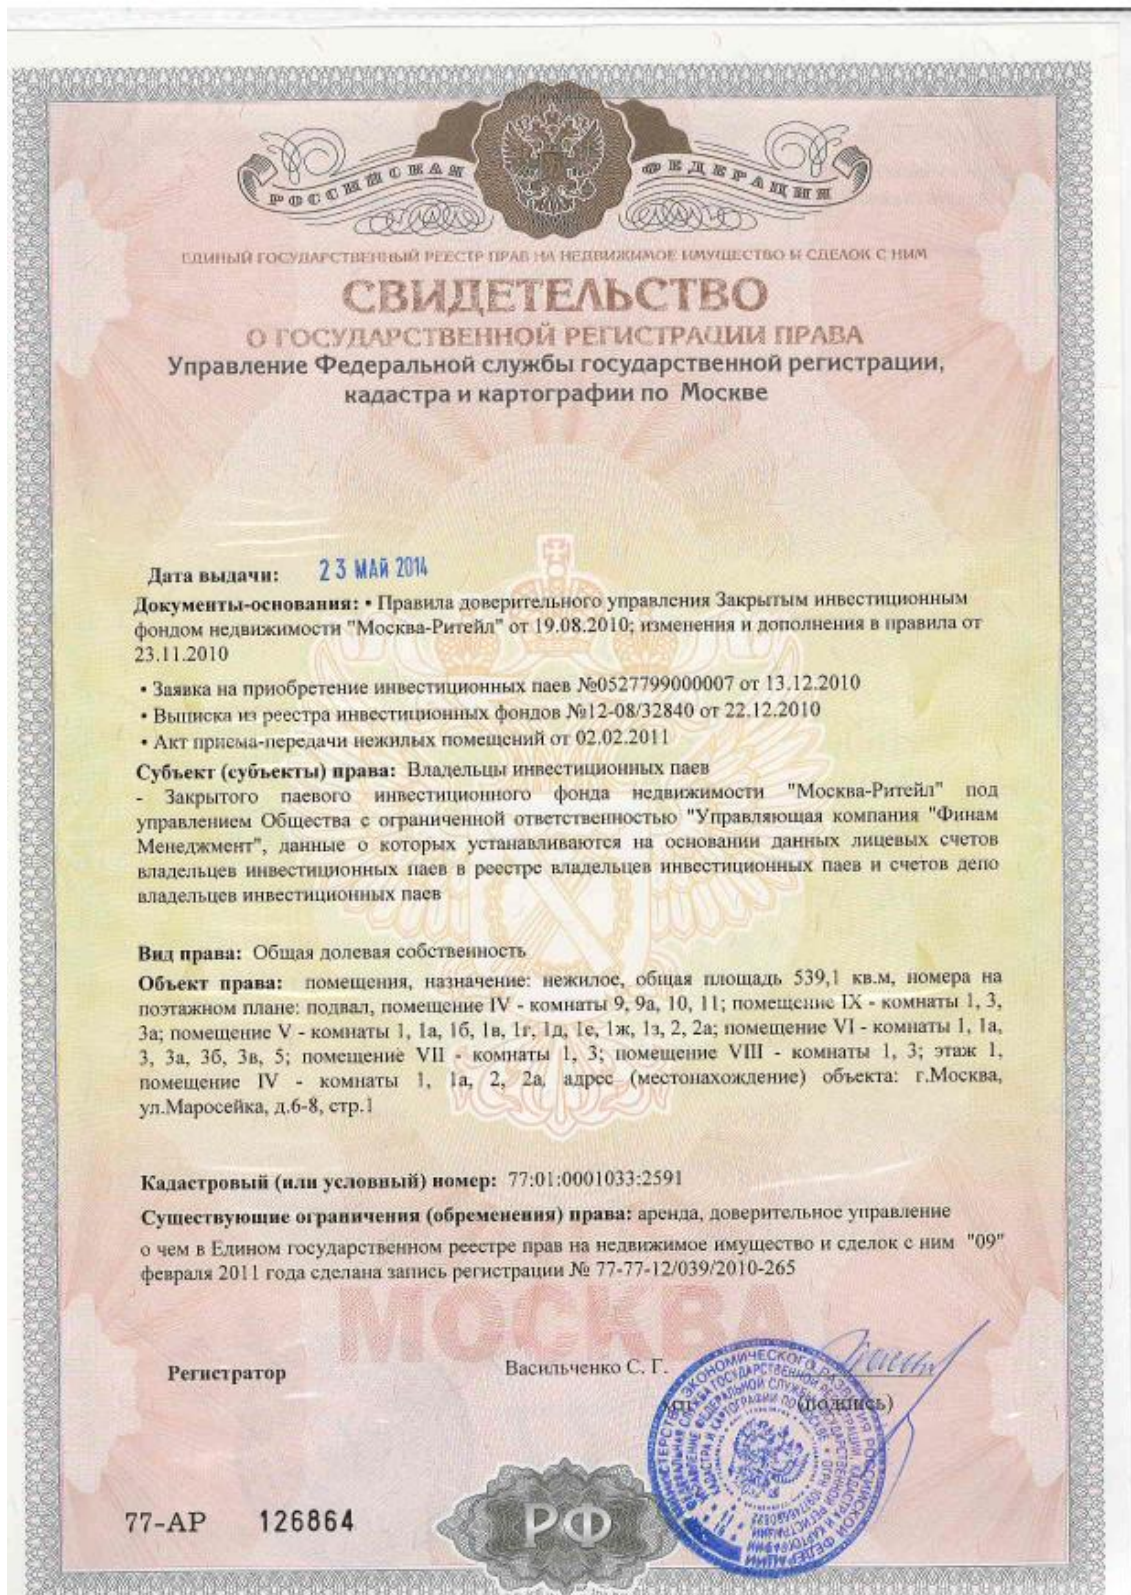 РОССИЙСКАЯ ФЕДЕРАЦИЯ
ЕДИНЫЙ ГОСУДАРСТВЕННЫЙ РЕЕСТР ПРАВ НА НЕДВИЖИМОЕ ИМУЩЕСТВО И СДЕЛОК С НИМ
СВИДЕТЕЛЬСТВО
О ГОСУДАРСТВЕННОЙ РЕГИСТРАЦИИ ПРАВА
Управление Федеральной службы государственной регистрации,
кадастра и картографии по Москве
Дата выдачи: 23 МАЙ 2014
Документы-основания: • Правила доверительного управления Закрытым инвестиционным
фондом недвижимости "Москва-Ритейл" от 19.08.2010; изменения и дополнения в правила от
23.11.2010
• Заявка на приобретение инвестиционных паев №0527799000007 от 13.12.2010
• Выписка из реестра инвестиционных фондов №12-08/32840 от 22.12.2010
• Акт приема-передачи нежилых помещений от 02.02.2011
Субъект (субъекты) права: Владельцы инвестиционных паев
- Закрытого паевого инвестиционного фонда недвижимости "Москва-Ритейл" под
управлением Общества с ограниченной ответственностью "Управляющая компания "Финам
Менеджмент", данные о которых устанавливаются на основании данных лицевых счетов
владельцев инвестиционных паев в реестре владельцев инвестиционных паев и счетов депо
владельцев инвестиционных паев
Вид права: Общая долевая собственность
Объект права: помещения, назначение: нежилое, общая площадь 539,1 кв.м, номера на
поэтажном плане: подвал, помещение IV - комнаты 9, 9а, 10, 11; помещение IX - комнаты 1, 3,
3а; помещение V - комнаты 1, 1а, 1б, 1в, 1г, 1д, 1е, 1ж, 1з, 2, 2а; помещение VI - комнаты 1, 1а,
3, 3а, 3б, 3в, 5; помещение VII - комнаты 1, 3; помещение VIII - комнаты 1, 3; этаж 1,
помещение IV - комнаты 1, 1а, 2, 2а, адрес (местонахождение) объекта: г.Москва,
ул.Маросейка, д.6-8, стр.1
Кадастровый (или условный) номер: 77:01:0001033:2591
Существующие ограничения (обременения) права: аренда, доверительное управление
о чем в Едином государственном реестре прав на недвижимое имущество и сделок с ним "09"
февраля 2011 года сделана запись регистрации № 77-77-12/039/2010-265
МОСКВА
Регистратор Васильченко С. Г.
(подпись)
77-АР 126864
РФ